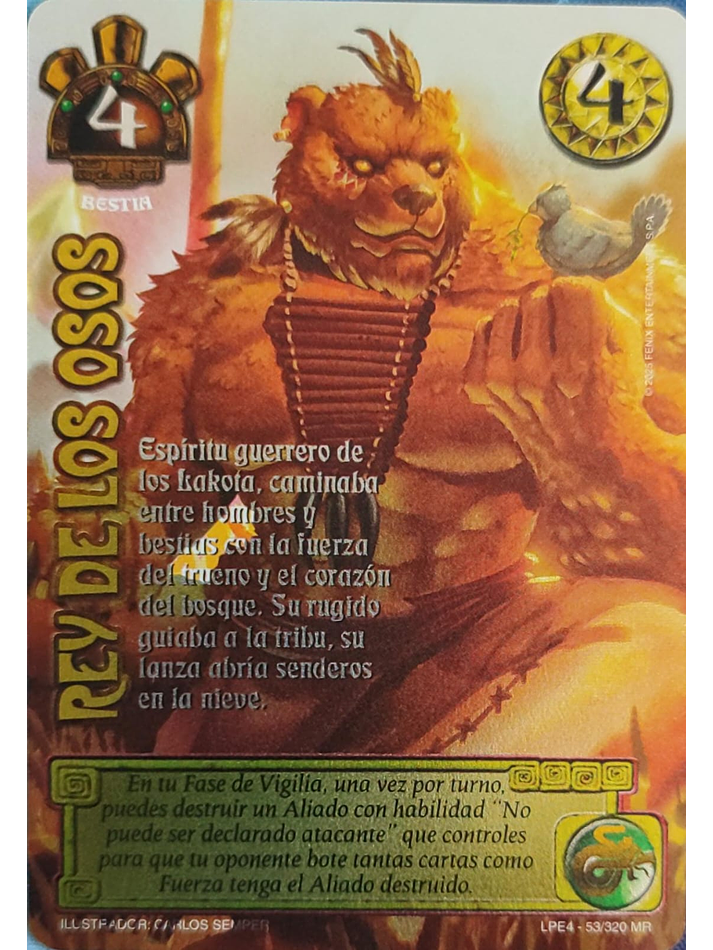 4
4
BESTIA
REY DE LOS OSOS
© 2025 FENIX ENTERTAINMENT S.P.A.
Espíritu guerrero de
los Lakota, caminaba
entre hombres y
bestias con la fuerza
del trueno y el corazón
del bosque. Su rugido
guiaba a la tribu, su
lanza abría senderos
en la nieve.
En tu Fase de Vigilia, una vez por turno,
puedes destruir un Aliado con habilidad "No
puede ser declarado atacante" que controles
para que tu oponente bote tantas cartas como
Fuerza tenga el Aliado destruido.
ILUSTRADOR: CARLOS SEMPER
LPE4 - 53/320 MR